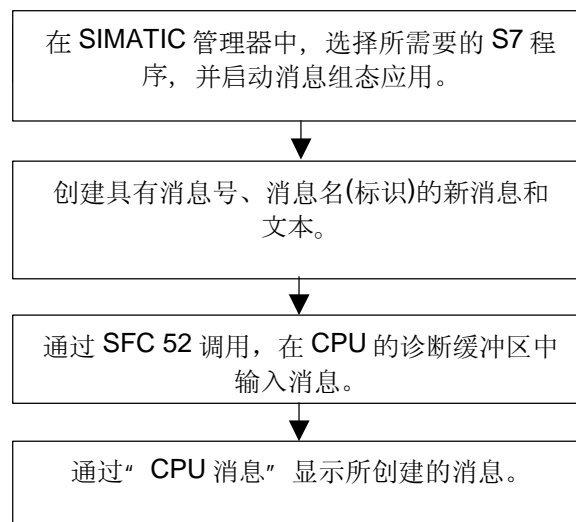 在 SIMATIC 管理器中，选择所需要的 S7 程
序，并启动消息组态应用。
创建具有消息号、消息名(标识)的新消息和
文本。
通过 SFC 52 调用，在 CPU 的诊断缓冲区中
输入消息。
通过“ CPU 消息”显示所创建的消息。